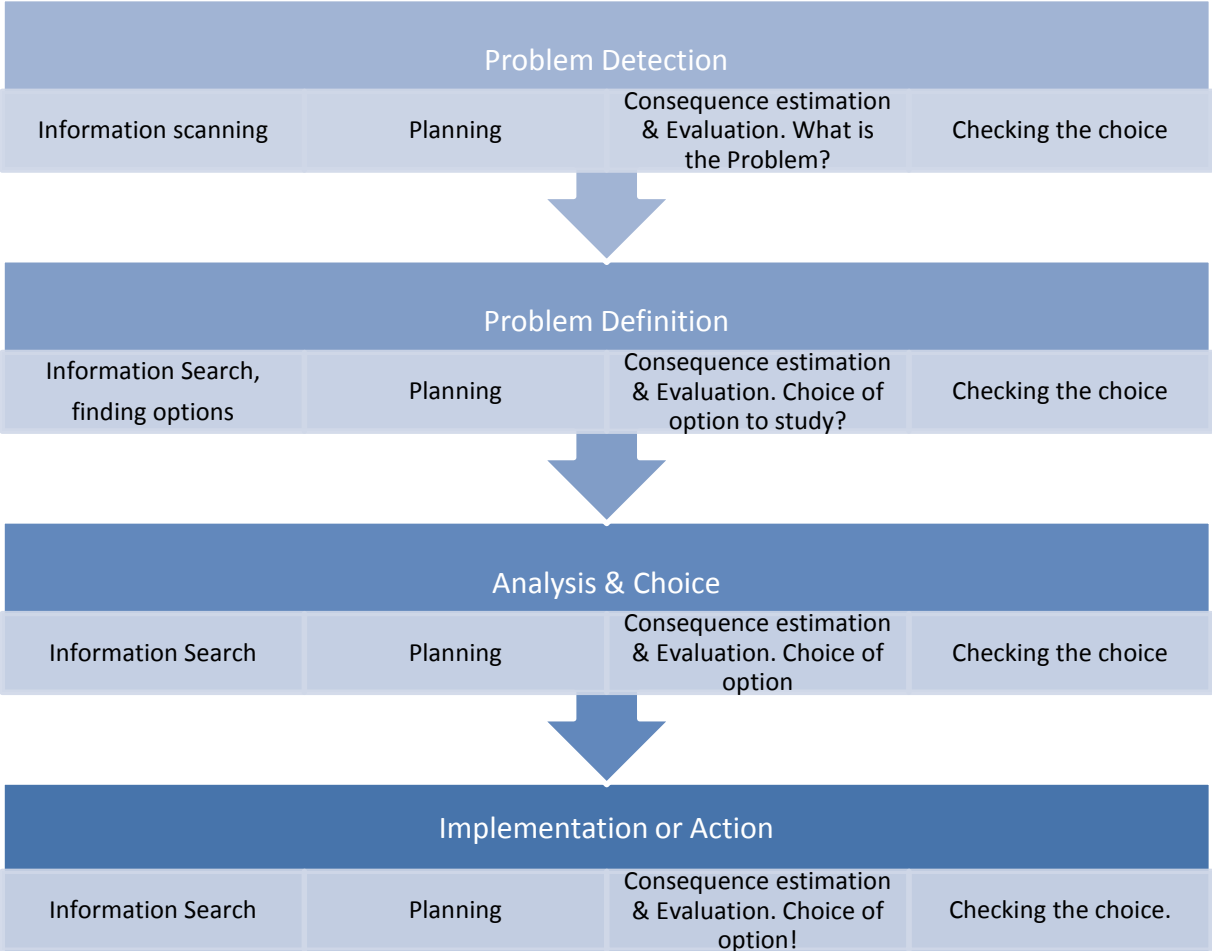 Problem Detection
Information scanning
Planning
Consequence estimation
& Evaluation. What is
the Problem?
Checking the choice
Problem Definition
Information Search,
finding options
Planning
Consequence estimation
& Evaluation. Choice of
option to study?
Checking the choice
Analysis & Choice
Information Search
Planning
Consequence estimation
& Evaluation. Choice of
option
Checking the choice
Implementation or Action
Information Search
Planning
Consequence estimation
& Evaluation. Choice of
option!
Checking the choice.